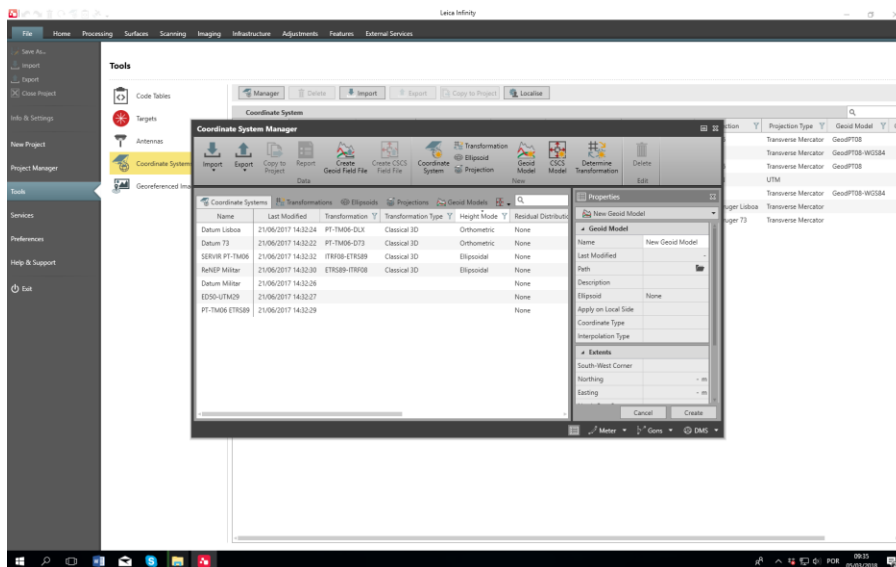 Leica Infinity
File Home Processing Surfaces Scanning Imaging Infrastructure Adjustments Features External Services
Save As...
Import
Export
Close Project
Info & Settings
New Project
Project Manager
Tools
Services
Preferences
Help & Support
Exit
Tools
Code Tables
Targets
Antennas
Coordinate Systems
Georeferenced Ima
Manager Delete Import Export Copy to Project Localise
Coordinate System
ction Projection Type Geoid Model
Transverse Mercator GeodPT08
Transverse Mercator GeodPT08-WGS84
Transverse Mercator GeodPT08
UTM
Transverse Mercator GeodPT08-WGS84
uger Lisboa Transverse Mercator
uger 73 Transverse Mercator
Coordinate System Manager
Import Export Copy to Project Report Create Geoid Field File Create CSCS Field File Coordinate System Transformation Ellipsoid Projection Geoid Model CSCS Model Determine Transformation Delete
Data New Edit
Coordinate Systems Transformations Ellipsoids Projections Geoid Models
Name Last Modified Transformation Transformation Type Height Mode Residual Distributio
Datum Lisboa 21/06/2017 14:32:24 PT-TM06-DLX Classical 3D Orthometric None
Datum 73 21/06/2017 14:32:22 PT-TM06-D73 Classical 3D Orthometric None
SERVIR PT-TM06 21/06/2017 14:32:32 ITRF08-ETRS89 Classical 3D Ellipsoidal None
ReNEP Militar 21/06/2017 14:32:30 ETRS89-ITRF08 Classical 3D Ellipsoidal None
Datum Militar 21/06/2017 14:32:26 None
ED50-UTM29 21/06/2017 14:32:27 None
PT-TM06 ETRS89 21/06/2017 14:32:29 None
Properties
New Geoid Model
Geoid Model
Name New Geoid Model
Last Modified -
Path
Description
Ellipsoid None
Apply on Local Side
Coordinate Type
Interpolation Type
Extents
South-West Corner
Northing - m
Easting - m
Cancel Create
Meter Gons DMS
POR 09:35
05/03/2018